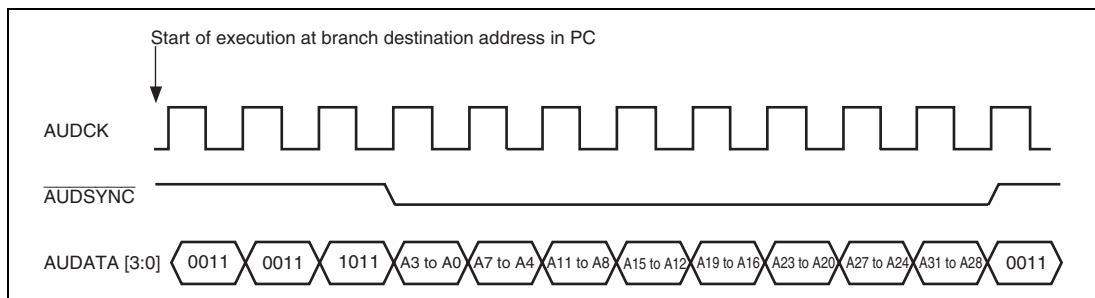 Start of execution at branch destination address in PC
AUDCK
AUDSYNC
AUDATA [3:0] 0011 0011 1011 A3 to A0 A7 to A4 A11 to A8 A15 to A12 A19 to A16 A23 to A20 A27 to A24 A31 to A28 0011